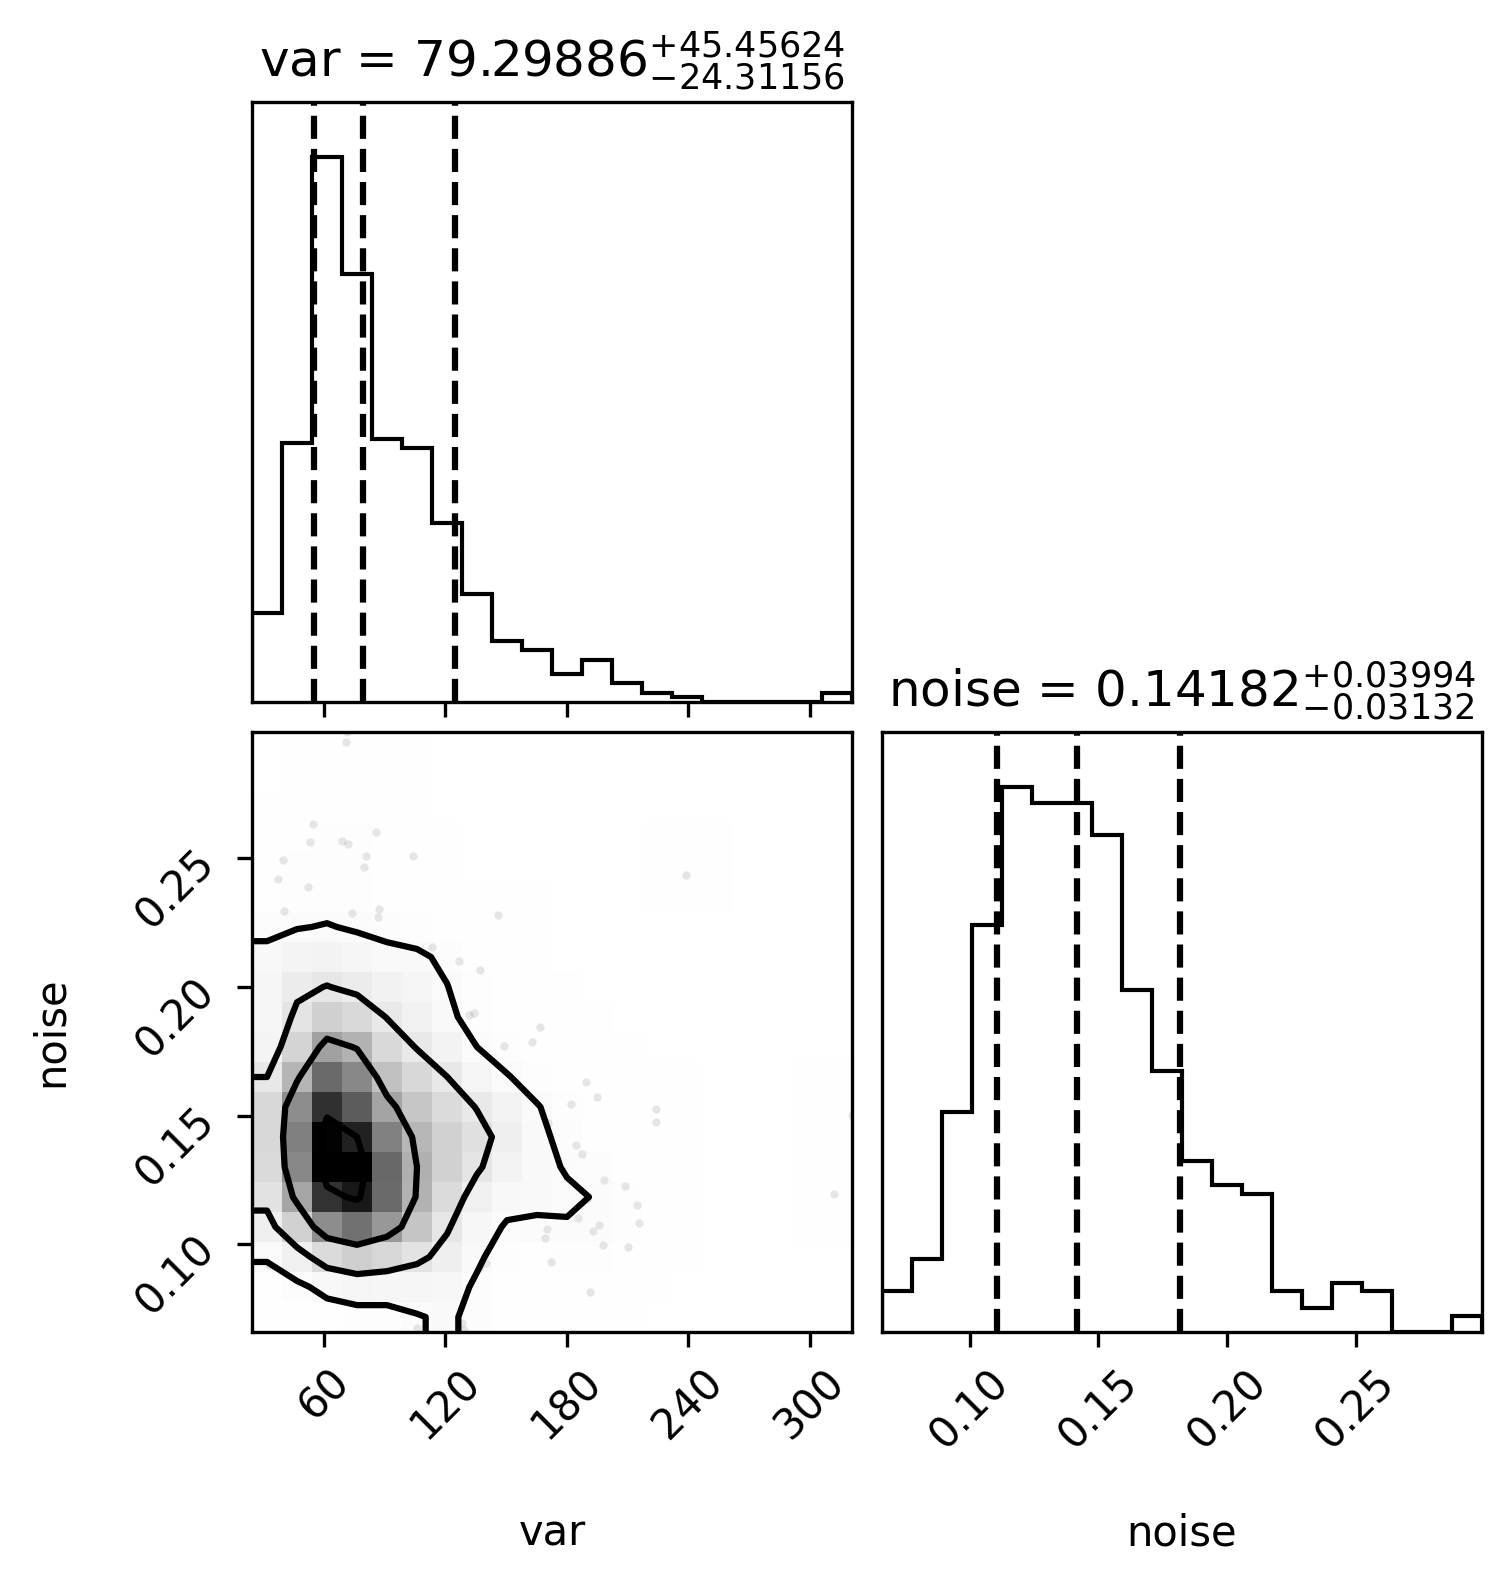 var = 79.29886+45.45624−24.31156
noise = 0.14182+0.03994−0.03132
0.25
0.20
0.15
0.10
noise
60 120 180 240 300
0.10 0.15 0.20 0.25
var
noise